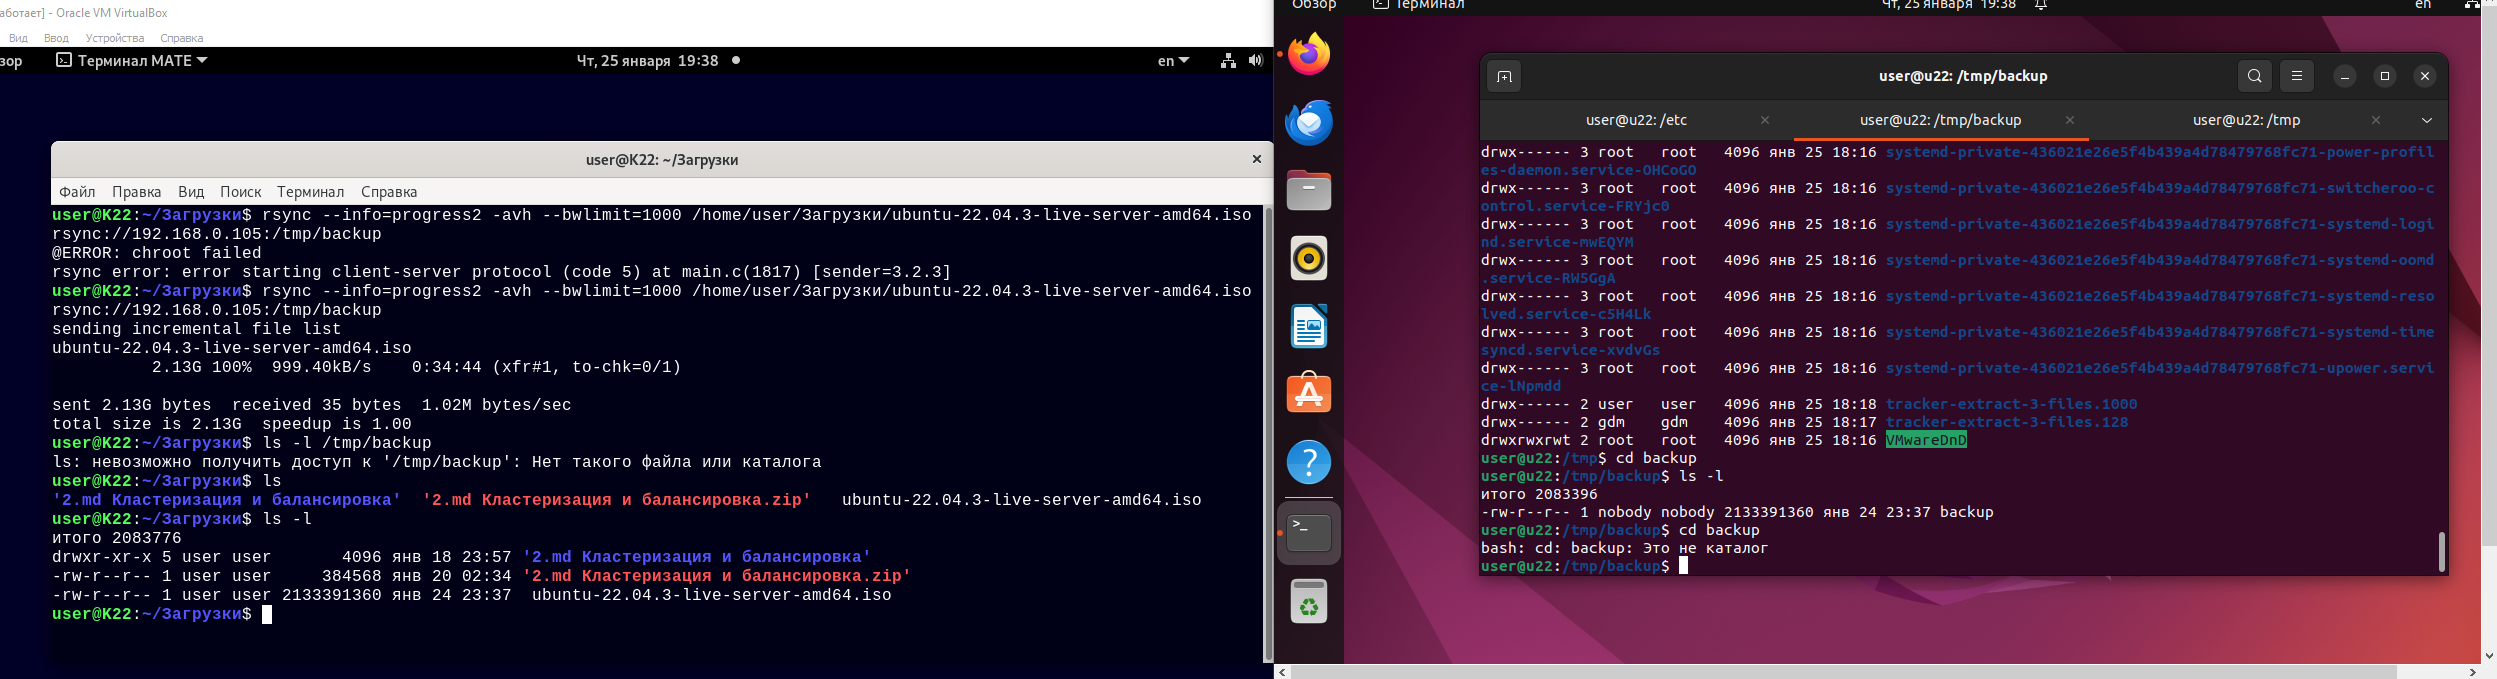 аботает] - Oracle VM VirtualBox
Вид Ввод Устройства Справка
зор Терминал MATE Чт, 25 января 19:38 en
user@K22: ~/Загрузки
Файл Правка Вид Поиск Терминал Справка
user@K22:~/Загрузки$ rsync --info=progress2 -avh --bwlimit=1000 /home/user/Загрузки/ubuntu-22.04.3-live-server-amd64.iso
rsync://192.168.0.105:/tmp/backup
@ERROR: chroot failed
rsync error: error starting client-server protocol (code 5) at main.c(1817) [sender=3.2.3]
user@K22:~/Загрузки$ rsync --info=progress2 -avh --bwlimit=1000 /home/user/Загрузки/ubuntu-22.04.3-live-server-amd64.iso
rsync://192.168.0.105:/tmp/backup
sending incremental file list
ubuntu-22.04.3-live-server-amd64.iso
2.13G 100%  999.40kB/s    0:34:44 (xfr#1, to-chk=0/1)
sent 2.13G bytes  received 35 bytes  1.02M bytes/sec
total size is 2.13G  speedup is 1.00
user@K22:~/Загрузки$ ls -l /tmp/backup
ls: невозможно получить доступ к '/tmp/backup': Нет такого файла или каталога
user@K22:~/Загрузки$ ls
'2.md Кластеризация и балансировка'  '2.md Кластеризация и балансировка.zip'   ubuntu-22.04.3-live-server-amd64.iso
user@K22:~/Загрузки$ ls -l
итого 2083776
drwxr-xr-x 5 user user       4096 янв 18 23:57 '2.md Кластеризация и балансировка'
-rw-r--r-- 1 user user     384568 янв 20 02:34 '2.md Кластеризация и балансировка.zip'
-rw-r--r-- 1 user user 2133391360 янв 24 23:37  ubuntu-22.04.3-live-server-amd64.iso
user@K22:~/Загрузки$
Обзор Терминал Чт, 25 января 19:38 en
user@u22: /tmp/backup
user@u22: /etc user@u22: /tmp/backup user@u22: /tmp
drwx------ 3 root   root   4096 янв 25 18:16 systemd-private-436021e26e5f4b439a4d78479768fc71-power-profil
es-daemon.service-OHCoGO
drwx------ 3 root   root   4096 янв 25 18:16 systemd-private-436021e26e5f4b439a4d78479768fc71-switcheroo-c
ontrol.service-FRYjc0
drwx------ 3 root   root   4096 янв 25 18:16 systemd-private-436021e26e5f4b439a4d78479768fc71-systemd-logi
nd.service-mwEQYM
drwx------ 3 root   root   4096 янв 25 18:16 systemd-private-436021e26e5f4b439a4d78479768fc71-systemd-oomd
.service-RW5GgA
drwx------ 3 root   root   4096 янв 25 18:16 systemd-private-436021e26e5f4b439a4d78479768fc71-systemd-reso
lved.service-c5H4Lk
drwx------ 3 root   root   4096 янв 25 18:16 systemd-private-436021e26e5f4b439a4d78479768fc71-systemd-time
syncd.service-xvdvGs
drwx------ 3 root   root   4096 янв 25 18:16 systemd-private-436021e26e5f4b439a4d78479768fc71-upower.servi
ce-lNpmdd
drwx------ 2 user   user   4096 янв 25 18:18 tracker-extract-3-files.1000
drwx------ 2 gdm    gdm    4096 янв 25 18:17 tracker-extract-3-files.128
drwxrwxrwt 2 root   root   4096 янв 25 18:16 VMwareDnD
user@u22:/tmp$ cd backup
user@u22:/tmp/backup$ ls -l
итого 2083396
-rw-r--r-- 1 nobody nobody 2133391360 янв 24 23:37 backup
user@u22:/tmp/backup$ cd backup
bash: cd: backup: Это не каталог
user@u22:/tmp/backup$